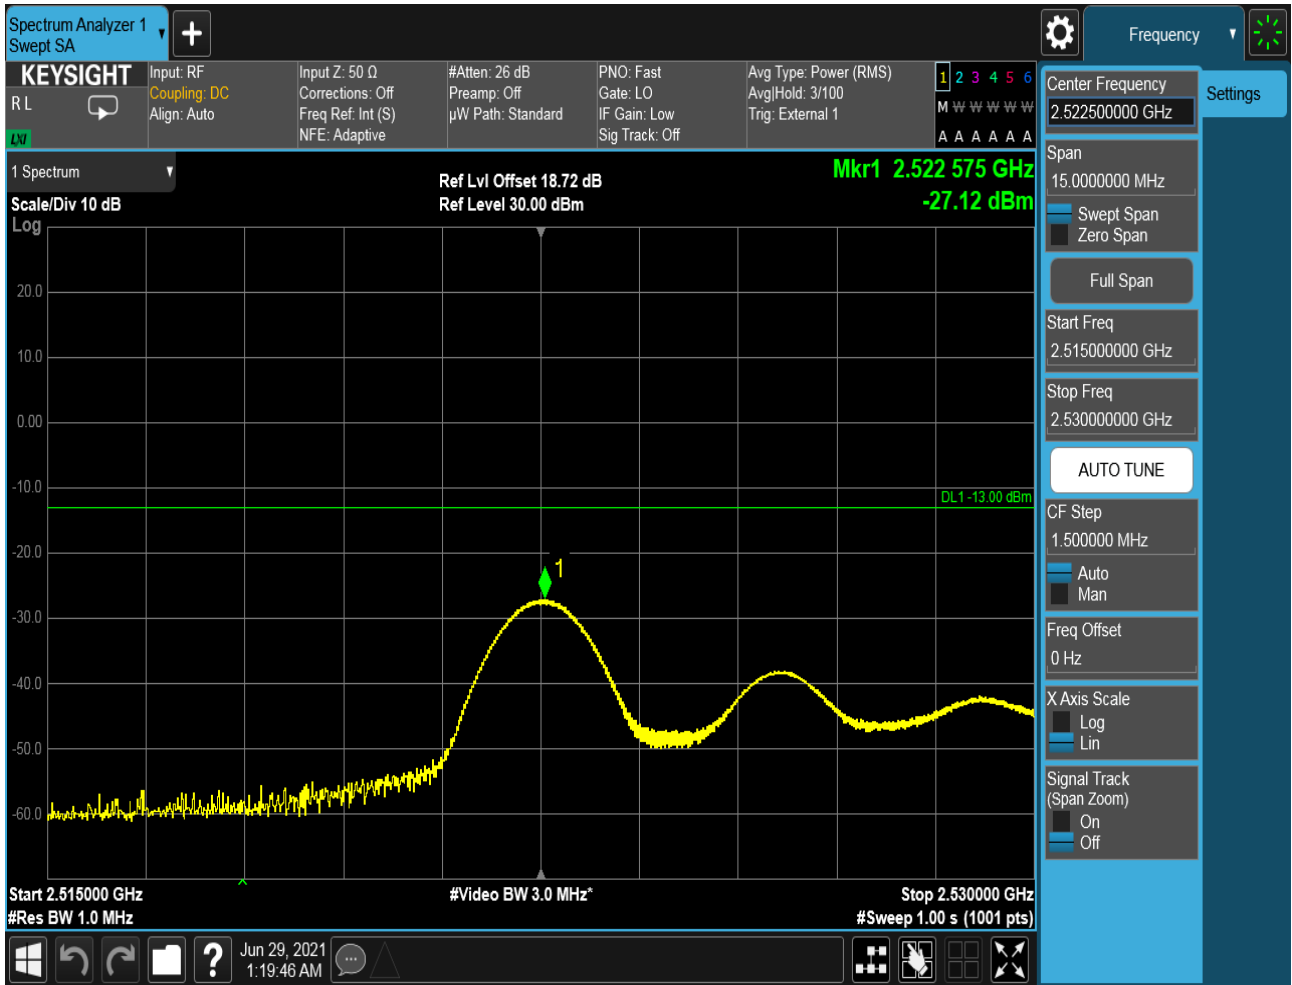 Spectrum Analyzer 1
Swept SA
Frequency
KEYSIGHT
R L
LXI
Input: RF
Coupling: DC
Align: Auto
Input Z: 50 Ω
Corrections: Off
Freq Ref: Int (S)
NFE: Adaptive
#Atten: 26 dB
Preamp: Off
µW Path: Standard
PNO: Fast
Gate: LO
IF Gain: Low
Sig Track: Off
Avg Type: Power (RMS)
Avg|Hold: 3/100
Trig: External 1
1 2 3 4 5 6
M W W W W W
A A A A A A
1 Spectrum
Scale/Div 10 dB
Log
Ref Lvl Offset 18.72 dB
Ref Level 30.00 dBm
Mkr1 2.522 575 GHz
-27.12 dBm
20.0
10.0
0.00
-10.0
-20.0
-30.0
-40.0
-50.0
-60.0
DL1 -13.00 dBm
1
Start 2.515000 GHz
#Res BW 1.0 MHz
#Video BW 3.0 MHz*
Stop 2.530000 GHz
#Sweep 1.00 s (1001 pts)
Jun 29, 2021
1:19:46 AM
Center Frequency
2.522500000 GHz
Settings
Span
15.0000000 MHz
Swept Span
Zero Span
Full Span
Start Freq
2.515000000 GHz
Stop Freq
2.530000000 GHz
AUTO TUNE
CF Step
1.500000 MHz
Auto
Man
Freq Offset
0 Hz
X Axis Scale
Log
Lin
Signal Track
(Span Zoom)
On
Off